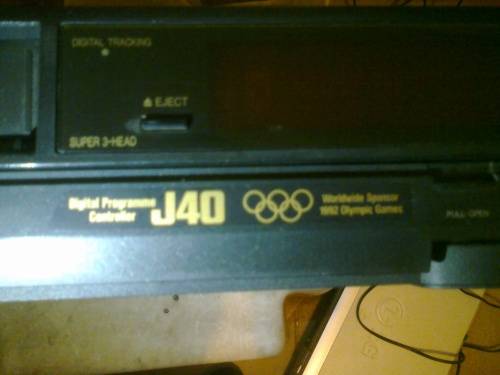 DIGITAL TRACKING
EJECT
SUPER 3-HEAD
Digital Programme
Controller
J40
Worldwide Sponsor
1992 Olympic Games
PULL-OPEN